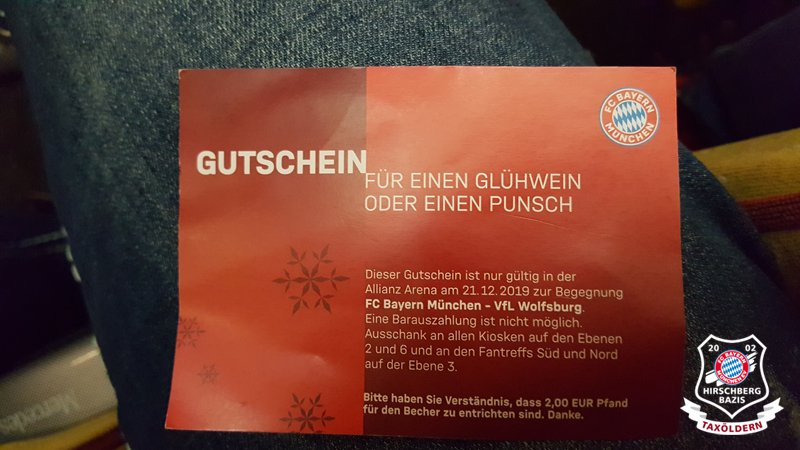 FC BAYERN
MÜNCHEN
GUTSCHEIN
FÜR EINEN GLÜHWEIN
ODER EINEN PUNSCH
Dieser Gutschein ist nur gültig in der
Allianz Arena am 21.12.2019 zur Begegnung
FC Bayern München - VfL Wolfsburg.
Eine Barauszahlung ist nicht möglich.
Ausschank an allen Kiosken auf den Ebenen
2 und 6 und an den Fantreffs Süd und Nord
auf der Ebene 3.
Bitte haben Sie Verständnis, dass 2,00 EUR Pfand
für den Becher zu entrichten sind. Danke.
20 02
FC BAYERN
MÜNCHEN
HIRSCHBERG
BAZIS
TAXÖLDERN